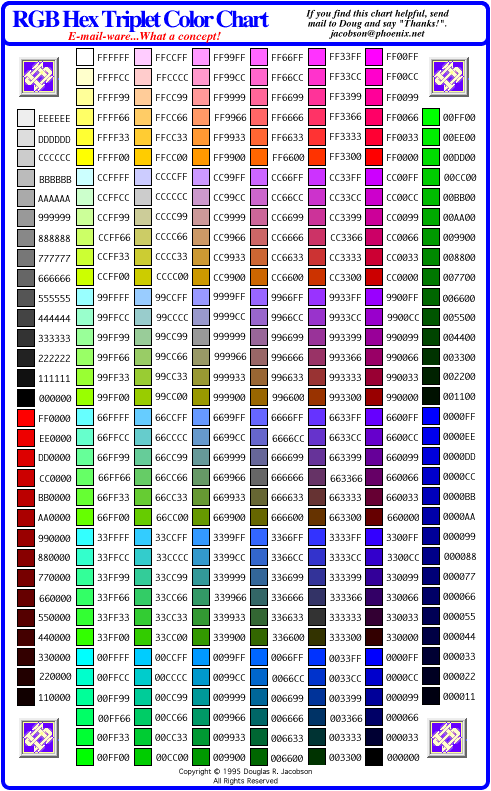 RGB Hex Triplet Color Chart
E-mail-ware...What a concept!
If you find this chart helpful, send
mail to Doug and say "Thanks!".
jacobson@phoenix.net
FFFFFF FFCCFF FF99FF FF66FF FF33FF FF00FF
FFFFCC FFCCCC FF99CC FF66CC FF33CC FF00CC
FFFF99 FFCC99 FF9999 FF6699 FF3399 FF0099
EEEEEE FFFF66 FFCC66 FF9966 FF6666 FF3366 FF0066 00FF00
DDDDDD FFFF33 FFCC33 FF9933 FF6633 FF3333 FF0033 00EE00
CCCCCC FFFF00 FFCC00 FF9900 FF6600 FF3300 FF0000 00DD00
BBBBBB CCFFFF CCCCFF CC99FF CC66FF CC33FF CC00FF 00CC00
AAAAAA CCFFCC CCCCCC CC99CC CC66CC CC33CC CC00CC 00BB00
999999 CCFF99 CCCC99 CC9999 CC6699 CC3399 CC0099 00AA00
888888 CCFF66 CCCC66 CC9966 CC6666 CC3366 CC0066 009900
777777 CCFF33 CCCC33 CC9933 CC6633 CC3333 CC0033 008800
666666 CCFF00 CCCC00 CC9900 CC6600 CC3300 CC0000 007700
555555 99FFFF 99CCFF 9999FF 9966FF 9933FF 9900FF 006600
444444 99FFCC 99CCCC 9999CC 9966CC 9933CC 9900CC 005500
333333 99FF99 99CC99 999999 996699 993399 990099 004400
222222 99FF66 99CC66 999966 996666 993366 990066 003300
111111 99FF33 99CC33 999933 996633 993333 990033 002200
000000 99FF00 99CC00 999900 996600 993300 990000 001100
FF0000 66FFFF 66CCFF 6699FF 6666FF 6633FF 6600FF 0000FF
EE0000 66FFCC 66CCCC 6699CC 6666CC 6633CC 6600CC 0000EE
DD0000 66FF99 66CC99 669999 666699 663399 660099 0000DD
CC0000 66FF66 66CC66 669966 666666 663366 660066 0000CC
BB0000 66FF33 66CC33 669933 666633 663333 660033 0000BB
AA0000 66FF00 66CC00 669900 666600 663300 660000 0000AA
990000 33FFFF 33CCFF 3399FF 3366FF 3333FF 3300FF 000099
880000 33FFCC 33CCCC 3399CC 3366CC 3333CC 3300CC 000088
770000 33FF99 33CC99 339999 336699 333399 330099 000077
660000 33FF66 33CC66 339966 336666 333366 330066 000066
550000 33FF33 33CC33 339933 336633 333333 330033 000055
440000 33FF00 33CC00 339900 336600 333300 330000 000044
330000 00FFFF 00CCFF 0099FF 0066FF 0033FF 0000FF 000033
220000 00FFCC 00CCCC 0099CC 0066CC 0033CC 0000CC 000022
110000 00FF99 00CC99 009999 006699 003399 000099 000011
00FF66 00CC66 009966 006666 003366 000066
00FF33 00CC33 009933 006633 003333 000033
00FF00 00CC00 009900 006600 003300 000000
Copyright © 1995 Douglas R. Jacobson
All Rights Reserved